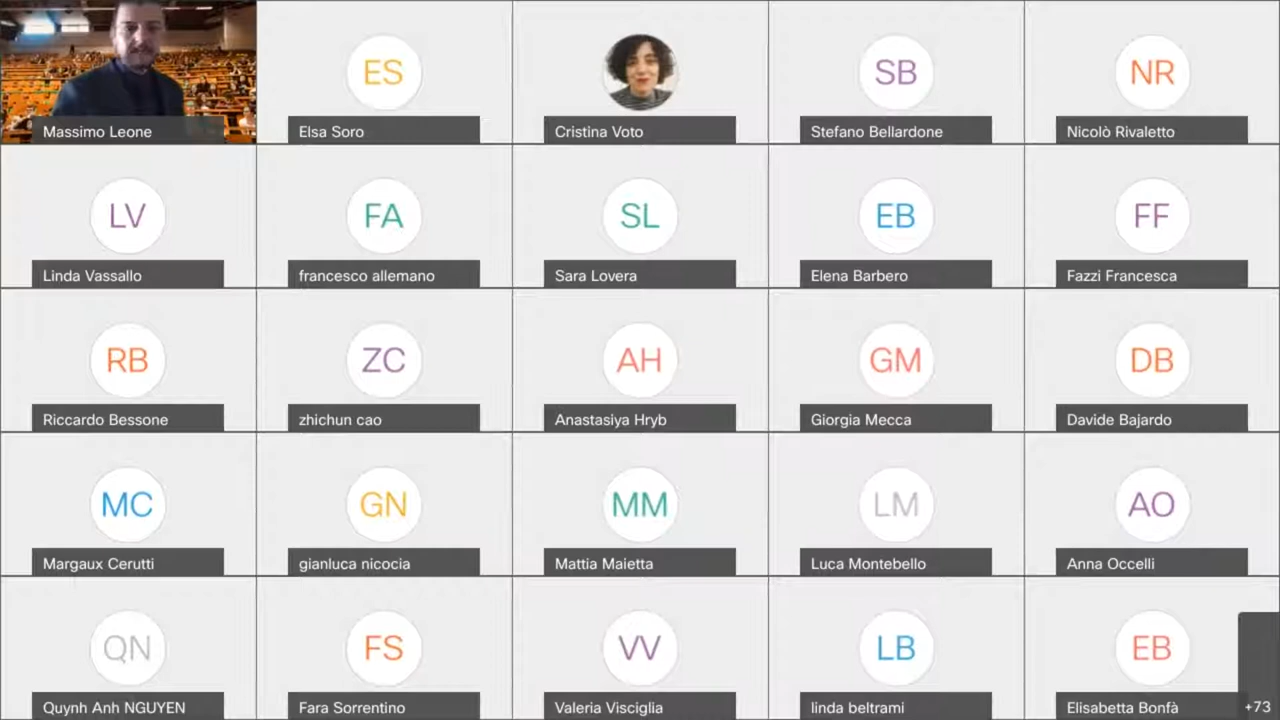 Massimo Leone
ES
Elsa Soro
Cristina Voto
SB
Stefano Bellardone
NR
Nicolò Rivaletto
LV
Linda Vassallo
FA
francesco allemano
SL
Sara Lovera
EB
Elena Barbero
FF
Fazzi Francesca
RB
Riccardo Bessone
ZC
zhichun cao
AH
Anastasiya Hryb
GM
Giorgia Mecca
DB
Davide Bajardo
MC
Margaux Cerutti
GN
gianluca nicocia
MM
Mattia Maietta
LM
Luca Montebello
AO
Anna Occelli
QN
Quynh Anh NGUYEN
FS
Fara Sorrentino
VV
Valeria Visciglia
LB
linda beltrami
EB
Elisabetta Bonfà
+73